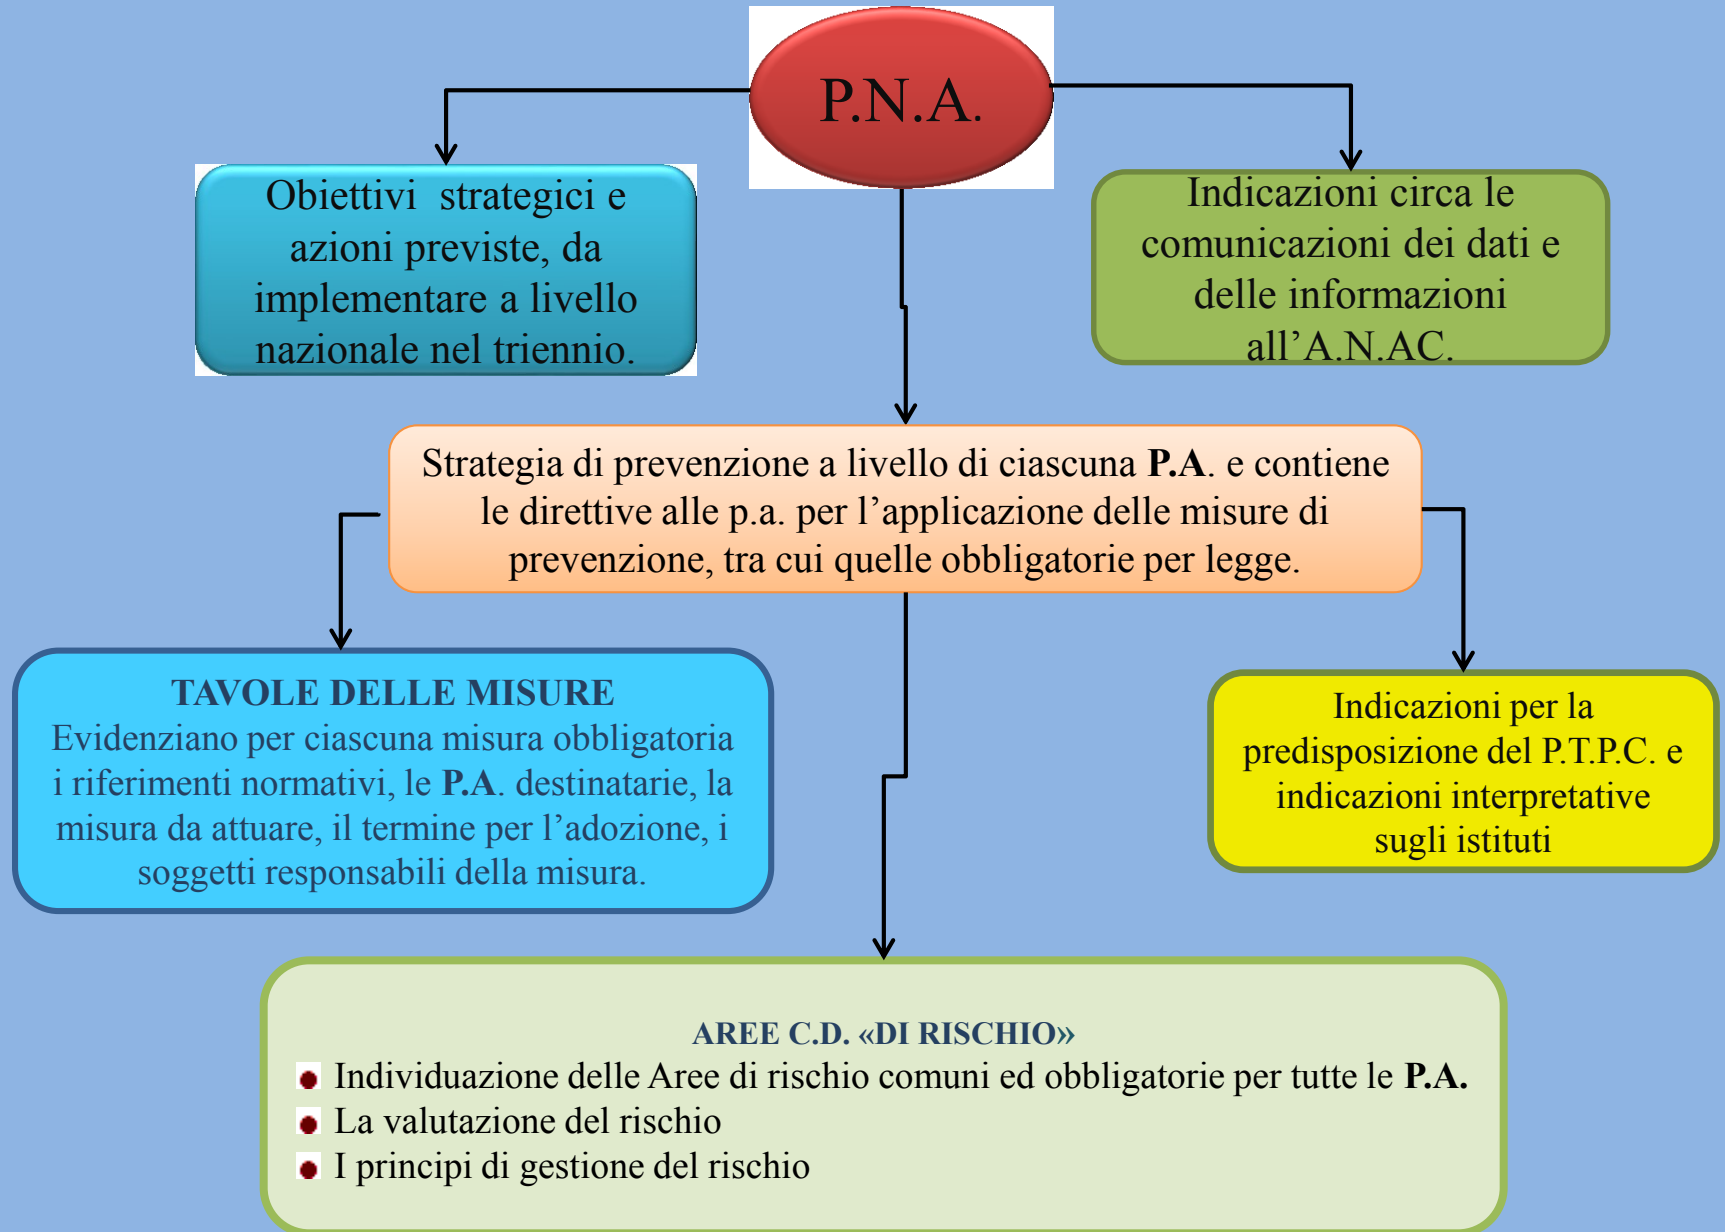 P.N.A.
Obiettivi strategici e
azioni previste, da
implementare a livello
nazionale nel triennio.
Indicazioni circa le
comunicazioni dei dati e
delle informazioni
all’A.N.AC.
Strategia di prevenzione a livello di ciascuna P.A. e contiene
le direttive alle p.a. per l’applicazione delle misure di
prevenzione, tra cui quelle obbligatorie per legge.
TAVOLE DELLE MISURE
Evidenziano per ciascuna misura obbligatoria
i riferimenti normativi, le P.A. destinatarie, la
misura da attuare, il termine per l’adozione, i
soggetti responsabili della misura.
Indicazioni per la
predisposizione del P.T.P.C. e
indicazioni interpretative
sugli istituti
AREE C.D. «DI RISCHIO»
Individuazione delle Aree di rischio comuni ed obbligatorie per tutte le P.A.
La valutazione del rischio
I principi di gestione del rischio